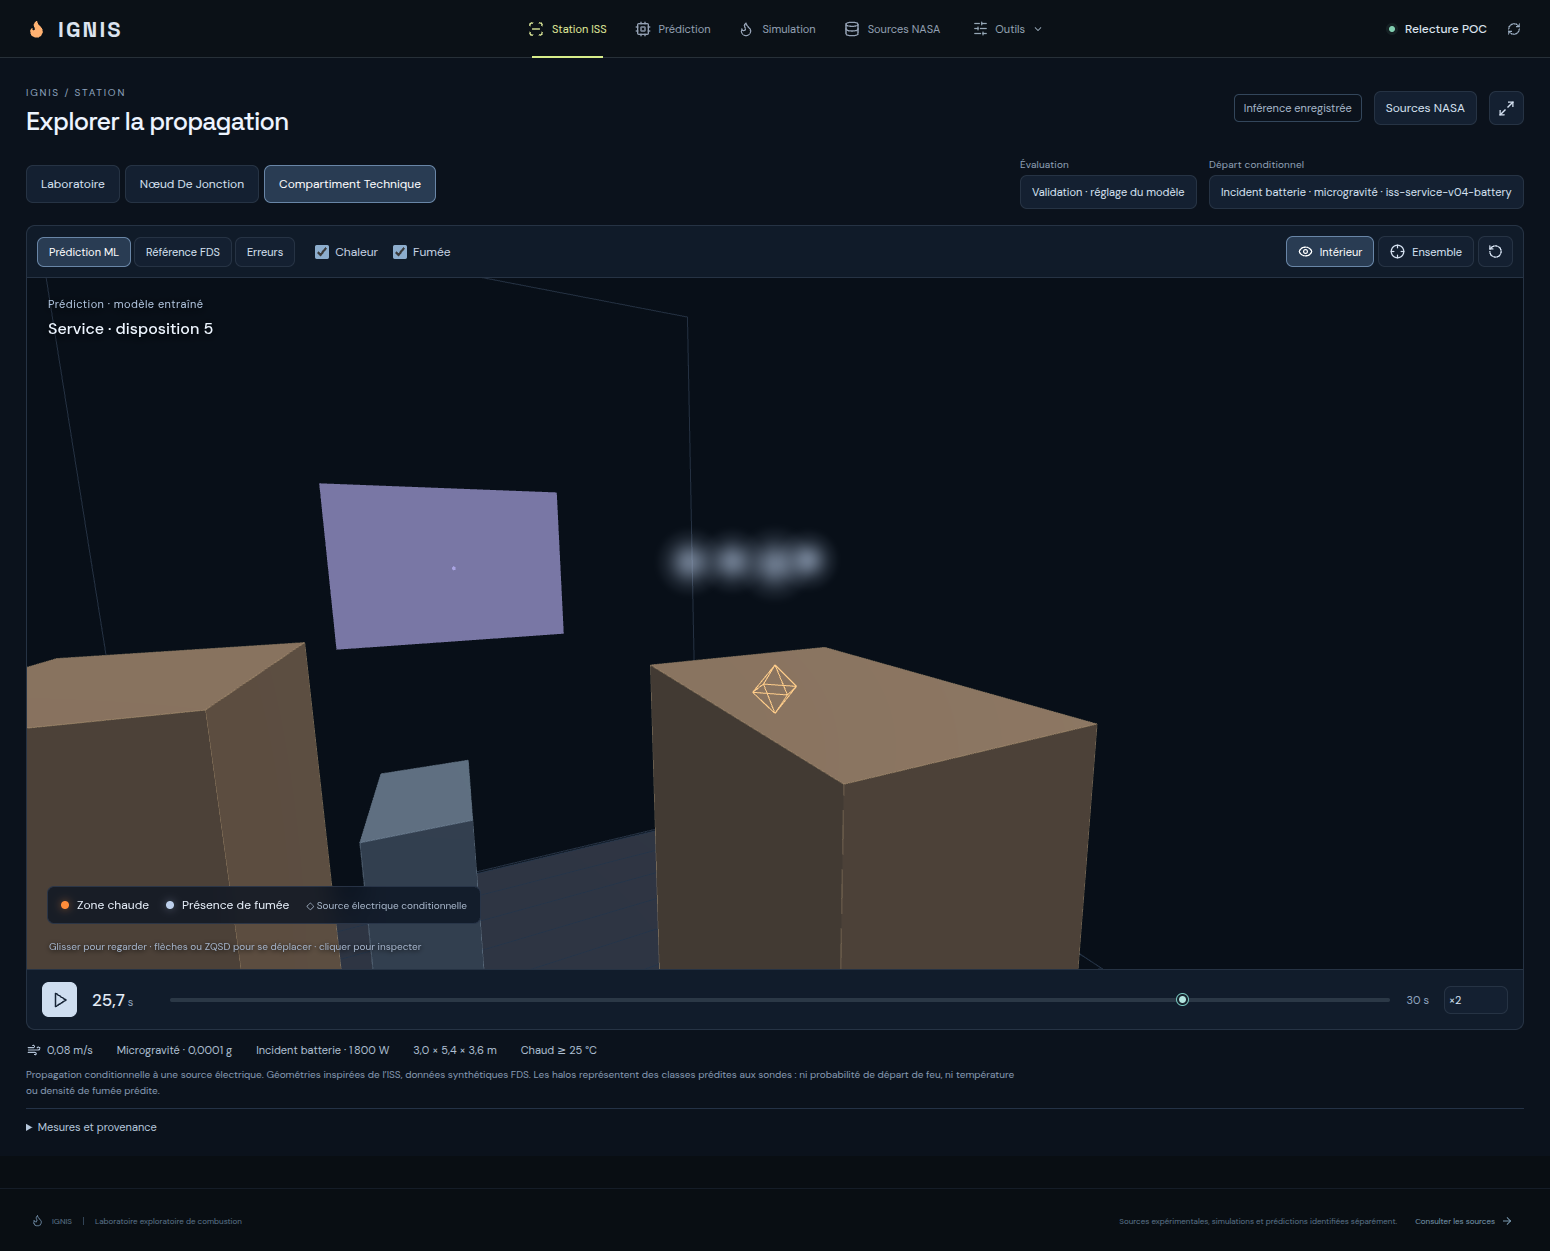 IGNIS
Station ISS
Prédiction
Simulation
Sources NASA
Outils
Relecture POC
IGNIS / STATION
Explorer la propagation
Inférence enregistrée
Sources NASA
Laboratoire
Nœud De Jonction
Compartiment Technique
Évaluation
Validation · réglage du modèle
Départ conditionnel
Incident batterie · microgravité · iss-service-v04-battery
Prédiction ML
Référence FDS
Erreurs
Chaleur
Fumée
Intérieur
Ensemble
Prédiction · modèle entraîné
Service · disposition 5
Zone chaude
Présence de fumée
◇ Source électrique conditionnelle
Glisser pour regarder · flèches ou ZQSD pour se déplacer · cliquer pour inspecter
25,7 s
30 s
×2
0,08 m/s
Microgravité · 0,0001 g
Incident batterie · 1 800 W
3,0 × 5,4 × 3,6 m
Chaud ≥ 25 °C
Propagation conditionnelle à une source électrique. Géométries inspirées de l'ISS, données synthétiques FDS. Les halos représentent des classes prédites aux sondes : ni probabilité de départ de feu, ni température
ou densité de fumée prédite.
▶ Mesures et provenance
IGNIS | Laboratoire exploratoire de combustion
Sources expérimentales, simulations et prédictions identifiées séparément.
Consulter les sources